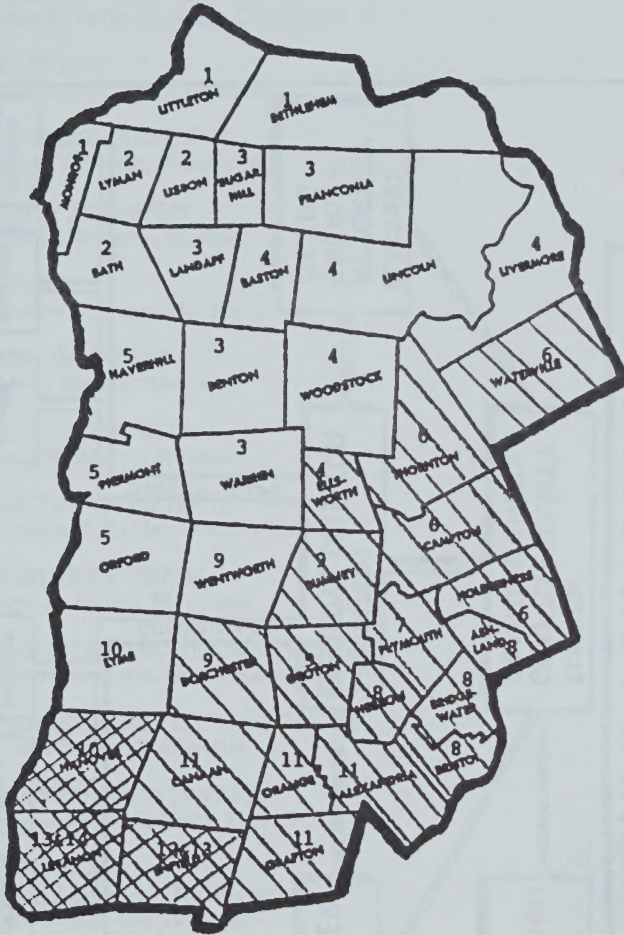 1
LITTLETON
1
BETHLEHEM
1
MONROE
2
LYMAN
2
LISBON
3
SUGAR
HILL
3
FRANCONIA
2
BATH
3
LANDAFF
4
EASTON
4
LINCOLN
4
LIVERMORE
5
HAVERHILL
3
BENTON
4
WOODSTOCK
6
WATERVILLE
5
PIERMONT
3
WARREN
4
ELLS-
WORTH
6
THORNTON
6
CAMPTON
5
ORFORD
9
WENTWORTH
9
RUMNEY
HOLDERNESS
6
10
LYME
9
DORCHESTER
9
GROTON
7
PLYMOUTH
ASH-
LAND
8
8
HEBRON
8
BRIDGE-
WATER
8
BRISTOL
10
HANOVER
11
CANAAN
11
ORANGE
11
ALEXANDRIA
13&14
LEBANON
ENFIELD
11
GRAFTON